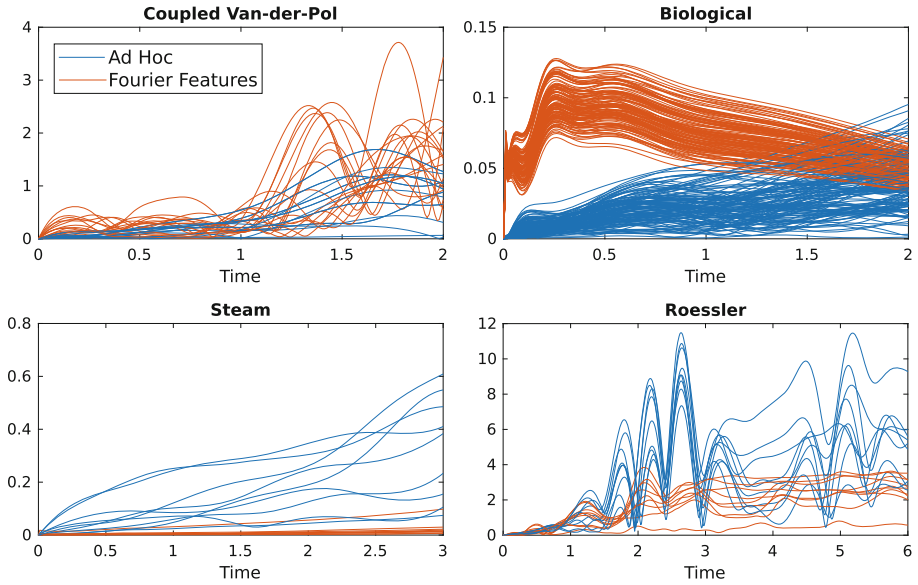 Coupled Van-der-Pol
4
3
2
1
0
Ad Hoc
Fourier Features
0 0.5 1 1.5 2
Time
Biological
0.15
0.1
0.05
0
0 0.5 1 1.5 2
Time
Steam
0.8
0.6
0.4
0.2
0
0 0.5 1 1.5 2 2.5 3
Time
Roessler
12
10
8
6
4
2
0
0 1 2 3 4 5 6
Time